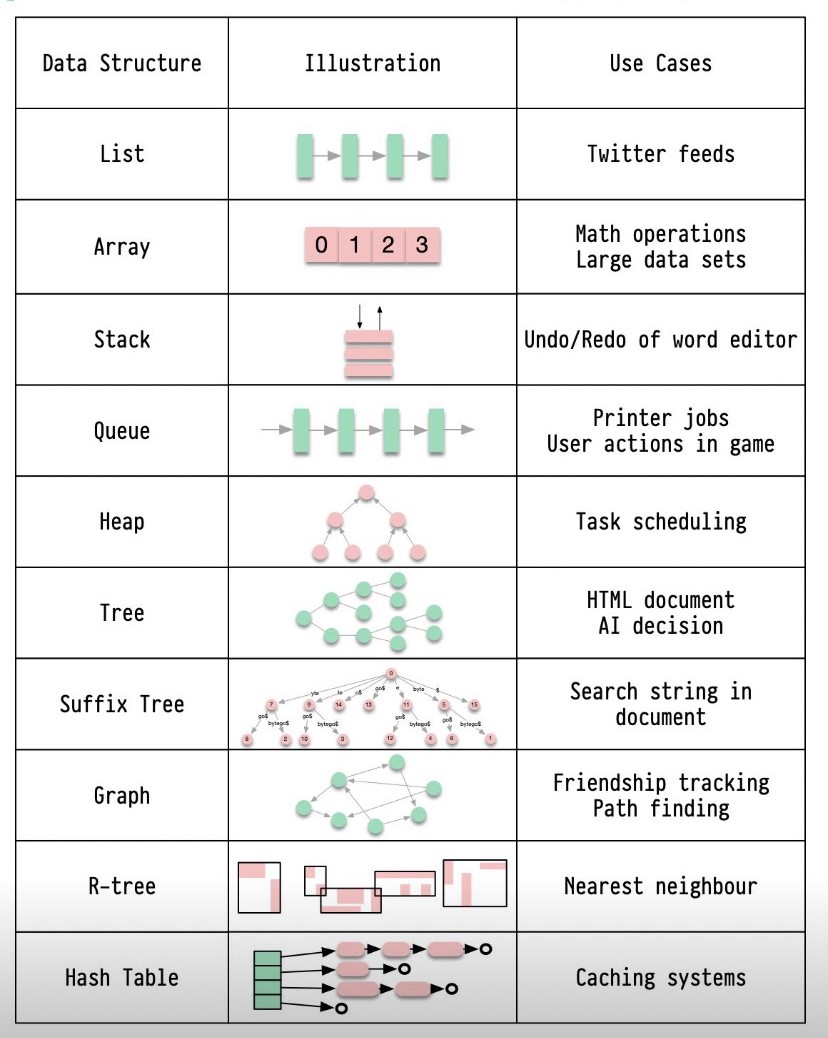 Data Structure
Illustration
Use Cases
List
Twitter feeds
Array
0 1 2 3
Math operations
Large data sets
Stack
Undo/Redo of word editor
Queue
Printer jobs
User actions in game
Heap
Task scheduling
Tree
HTML document
AI decision
Suffix Tree
0
yte
go$
e
byte
$
7
9
14
13
11
5
15
go$
bytego$
go$
bytego$
go$
bytego$
go$
bytego$
8
2
10
3
12
4
6
1
Search string in
document
Graph
Friendship tracking
Path finding
R-tree
Nearest neighbour
Hash Table
Caching systems